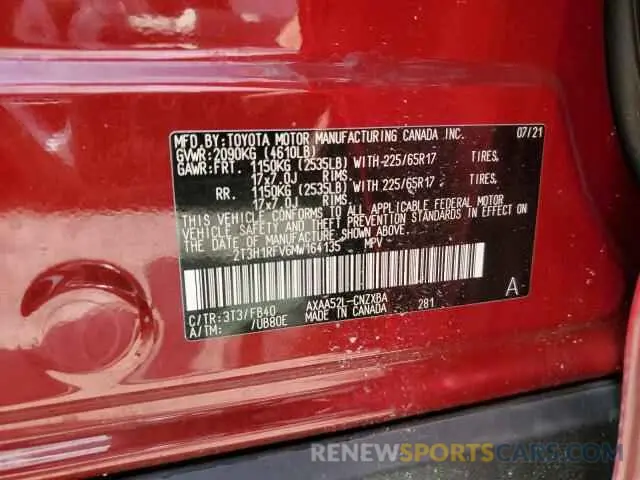 MFD.BY:TOYOTA MOTOR MANUFACTURING CANADA INC. 07/21
GVWR:2090KG (4610LB)
GAWR:FRT. 1150KG (2535LB) WITH-225/65R17 TIRES,
17x7.0J RIMS,
RR. 1150KG (2535LB) WITH 225/65R17 TIRES,
17x7.0J RIMS.
THIS VEHICLE CONFORMS TO ALL APPLICABLE FEDERAL MOTOR
VEHICLE SAFETY AND THEFT PREVENTION STANDARDS IN EFFECT ON
THE DATE OF MANUFACTURE SHOWN ABOVE.
2T3H1RFV6MW164135 MPV
C/TR:3T3/FB40 AXAA52L-CNZXBA 281 A
A/TM: /UB80E MADE IN CANADA
RENEWSPORTSCARS.COM